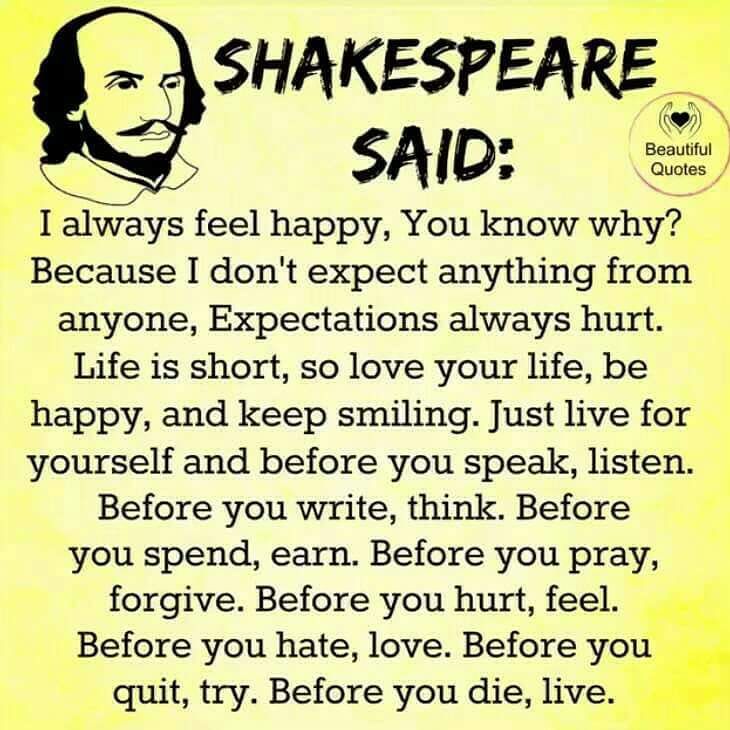 SHAKESPEARE
SAID:
Beautiful
Quotes
I always feel happy, You know why?
Because I don't expect anything from
anyone, Expectations always hurt.
Life is short, so love your life, be
happy, and keep smiling. Just live for
yourself and before you speak, listen.
Before you write, think. Before
you spend, earn. Before you pray,
forgive. Before you hurt, feel.
Before you hate, love. Before you
quit, try. Before you die, live.